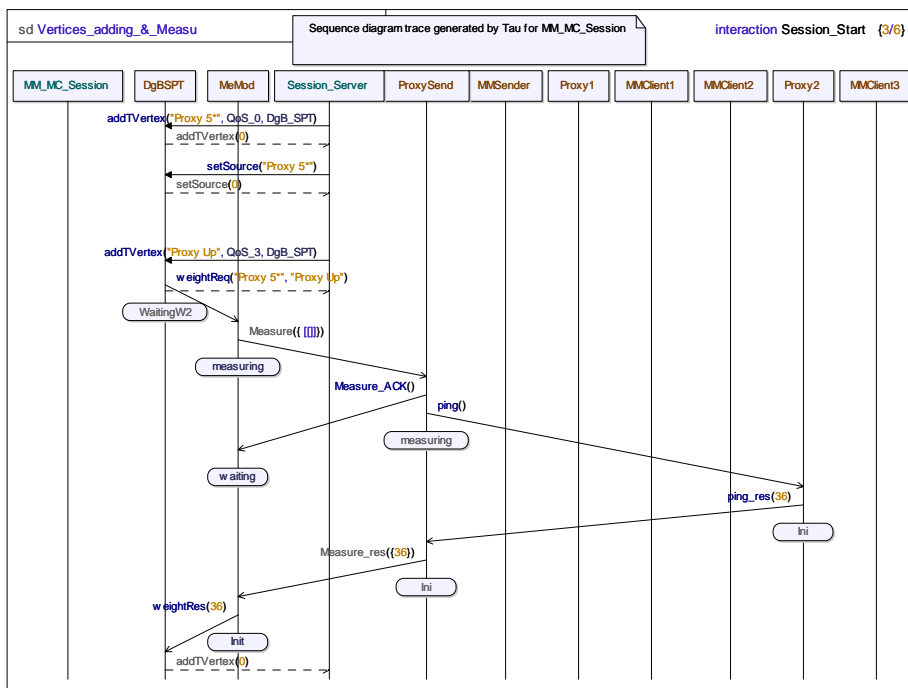 sd Vertices_adding_&_Measu
Sequence diagram trace generated by Tau for MM_MC_Session
interaction Session_Start {3/6}
MM_MC_Session DgBSPT MeMod Session_Server ProxySend MMSender Proxy1 MMClient1 MMClient2 Proxy2 MMClient3
addTVertex("Proxy 5*", QoS_0, DgB_SPT)
addTVertex(0)
setSource("Proxy 5*")
setSource(0)
addTVertex("Proxy Up", QoS_3, DgB_SPT)
weightReq("Proxy 5*", "Proxy Up")
WaitingW2
Measure({ [[]]})
measuring
Measure_ACK()
ping()
measuring
waiting
ping_res(36)
Ini
Measure_res({36})
Ini
weightRes(36)
Init
addTVertex(0)